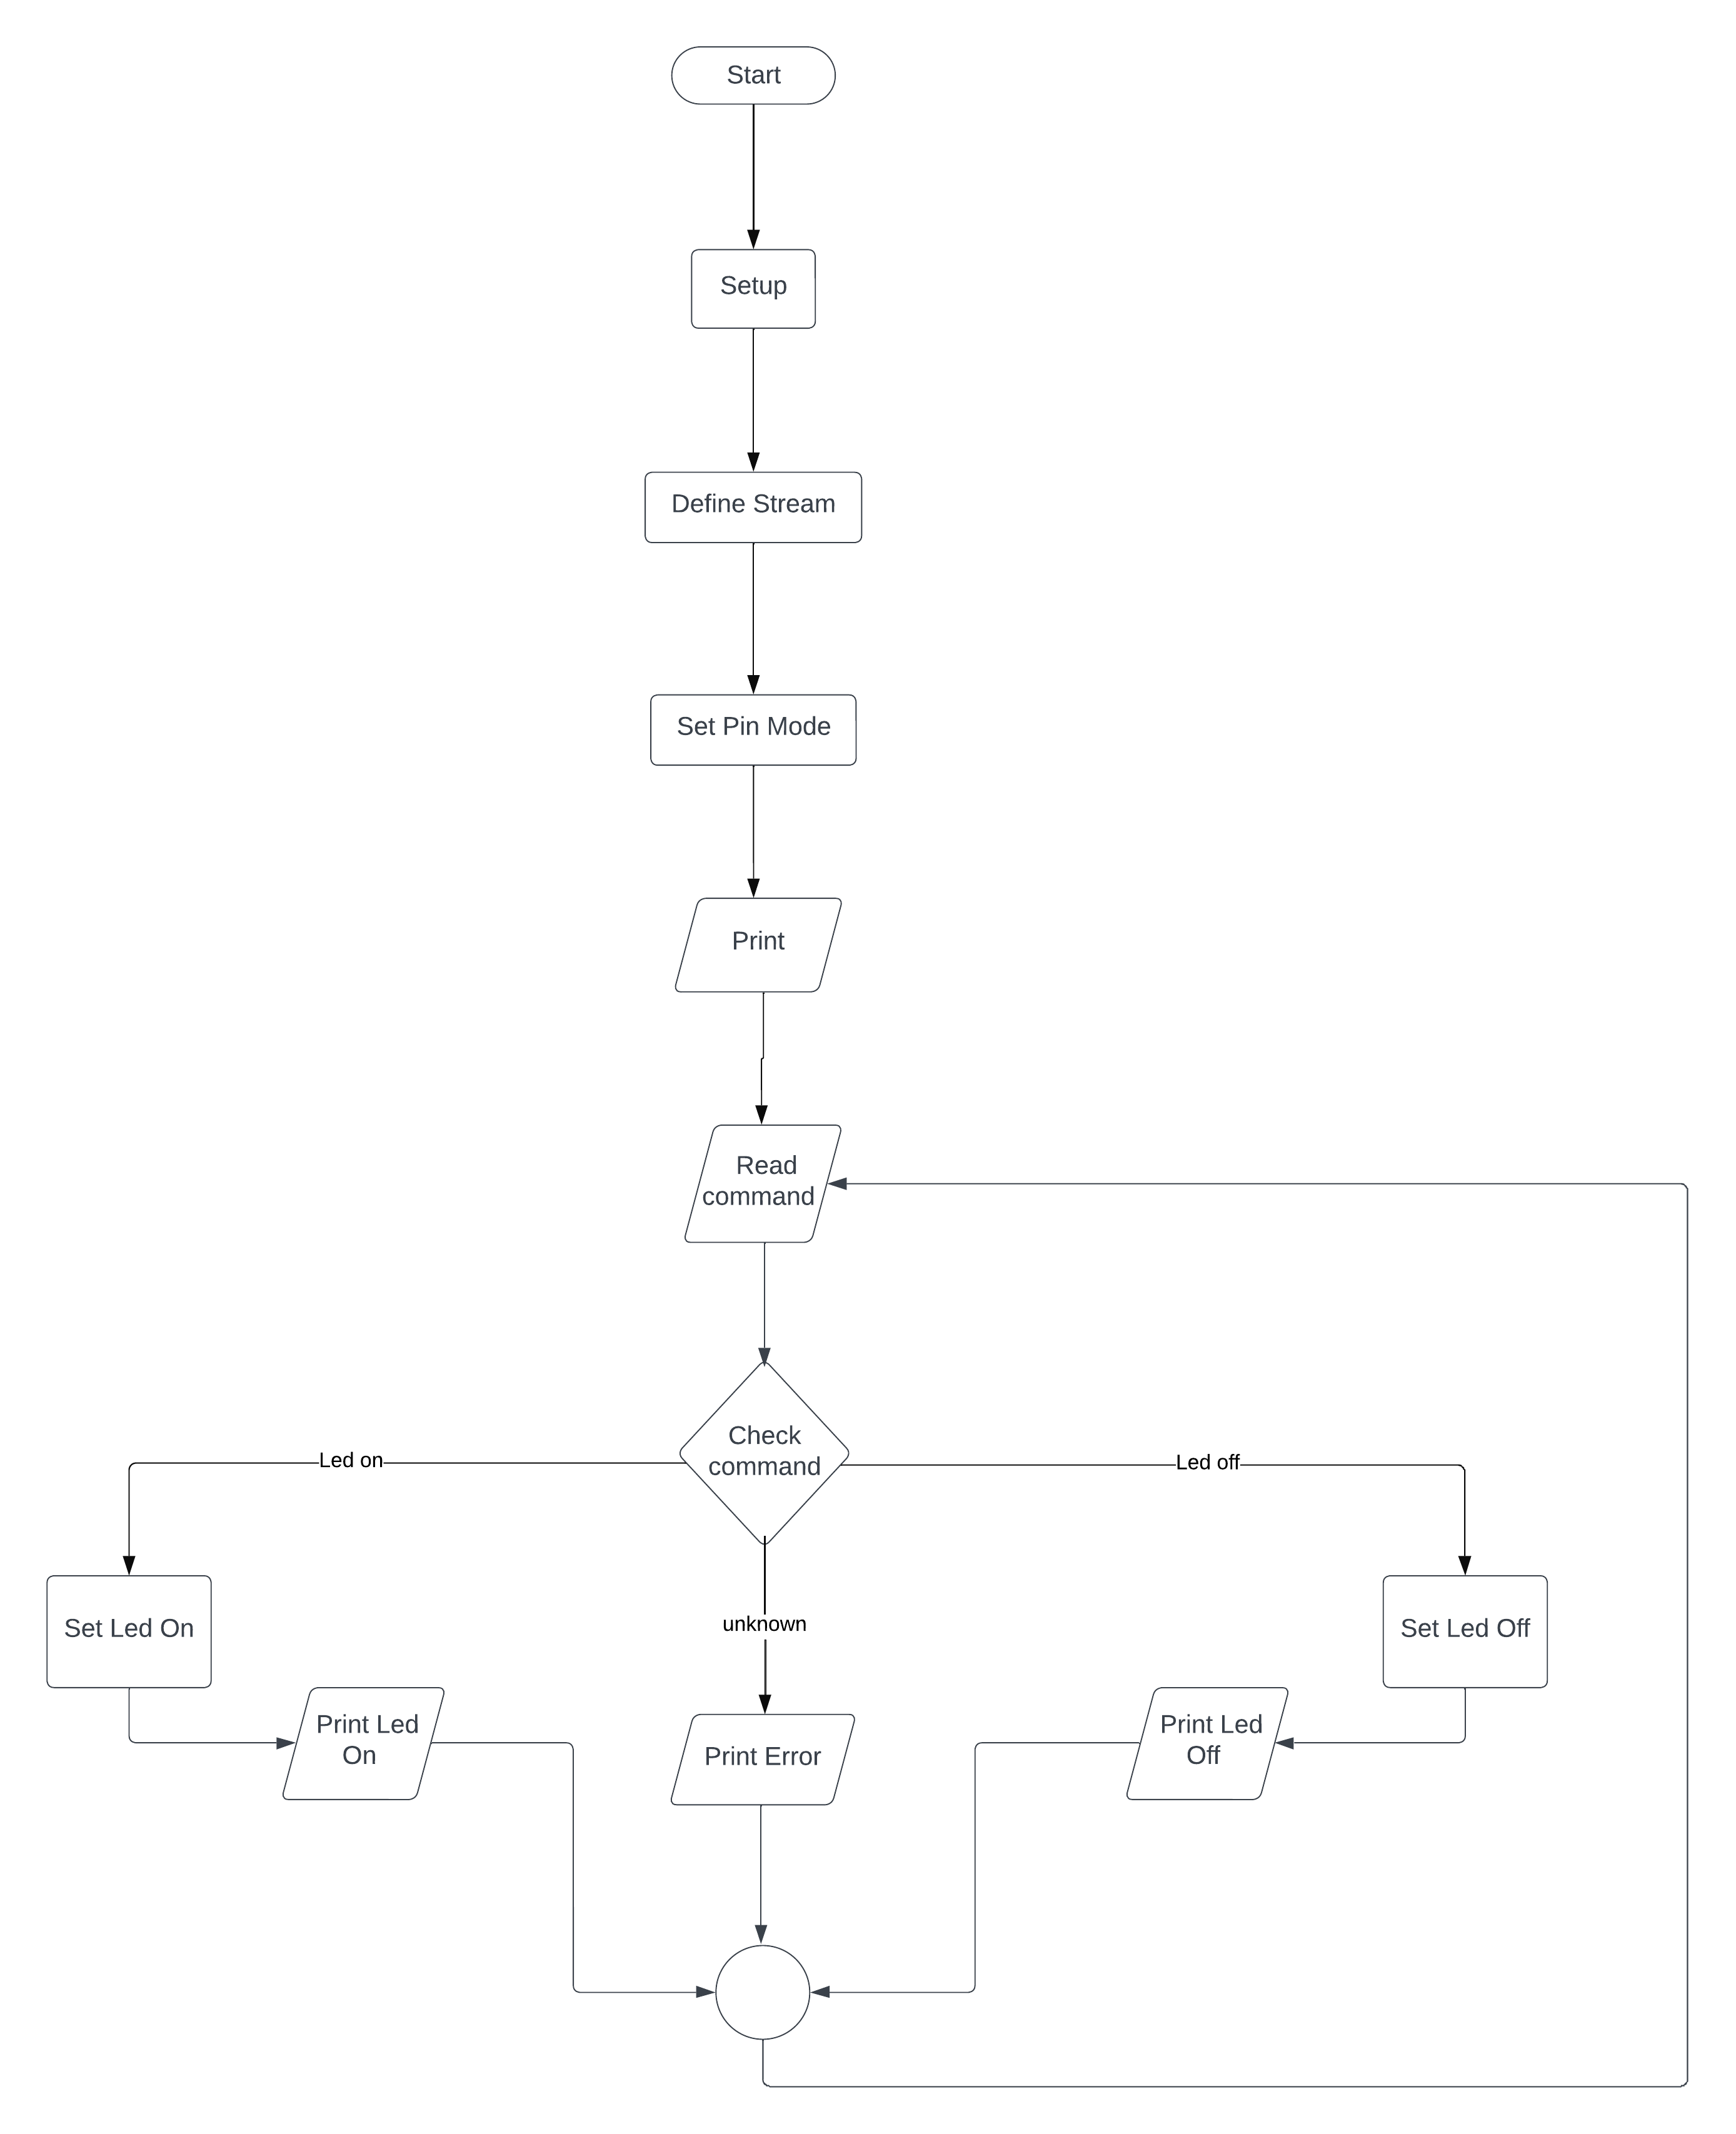 Start
Setup
Define Stream
Set Pin Mode
Print
Read
command
Check
command
Led on
Led off
unknown
Set Led On
Set Led Off
Print Led
On
Print Error
Print Led
Off